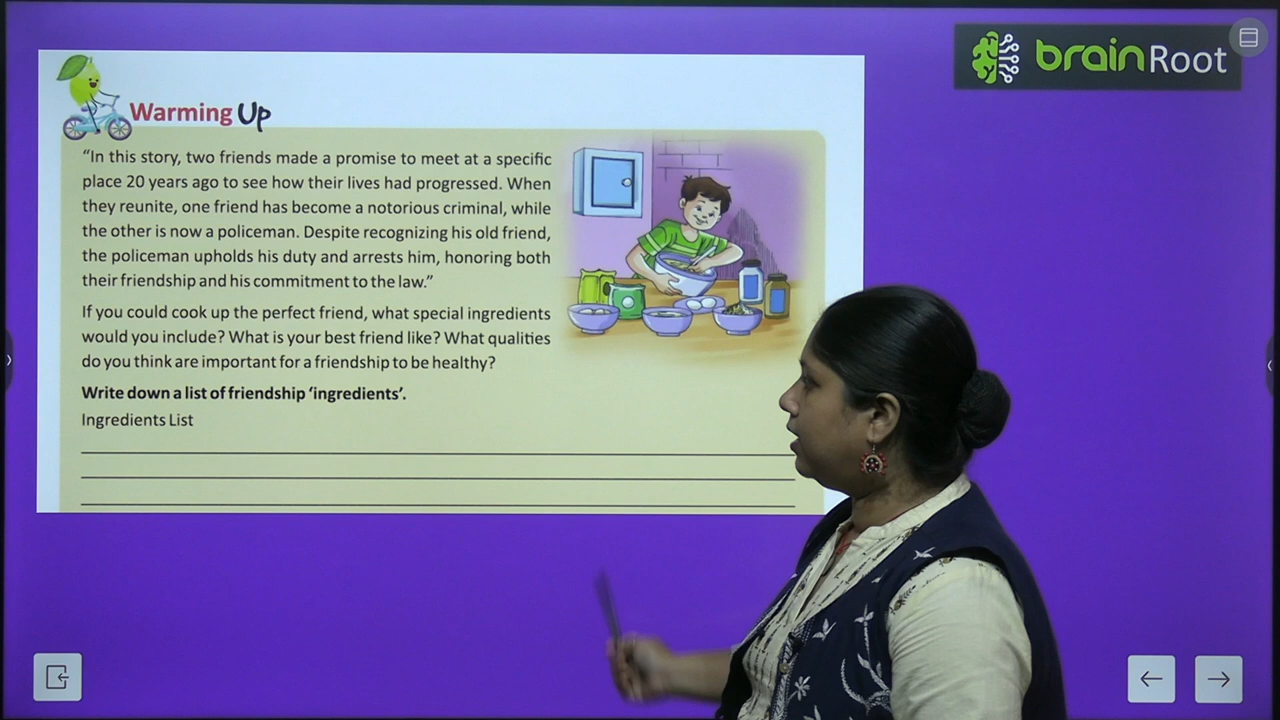 brainRoot
Warming Up
“In this story, two friends made a promise to meet at a specific
place 20 years ago to see how their lives had progressed. When
they reunite, one friend has become a notorious criminal, while
the other is now a policeman. Despite recognizing his old friend,
the policeman upholds his duty and arrests him, honoring both
their friendship and his commitment to the law.”
If you could cook up the perfect friend, what special ingredients
would you include? What is your best friend like? What qualities
do you think are important for a friendship to be healthy?
Write down a list of friendship ‘ingredients’.
Ingredients List